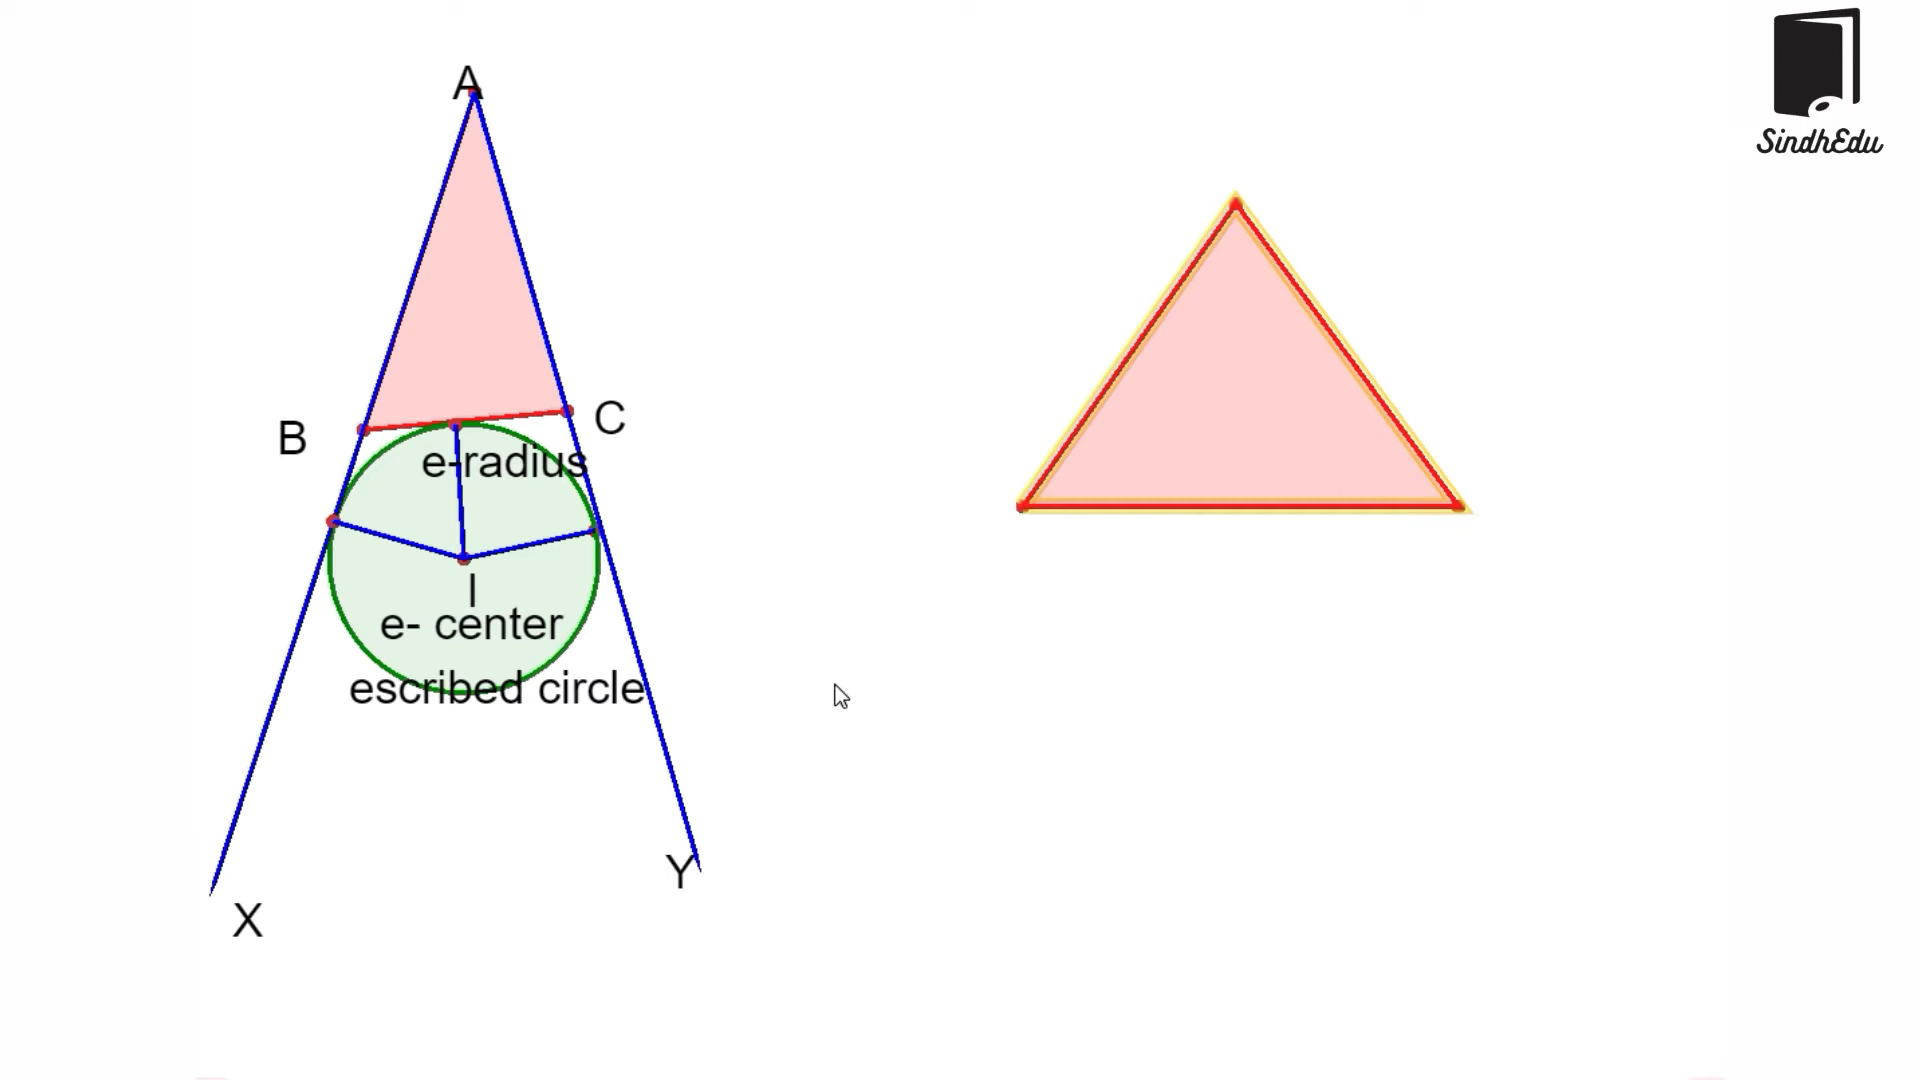 A
B
C
e-radius
I
e- center
escribed circle
X
Y
SindhEdu